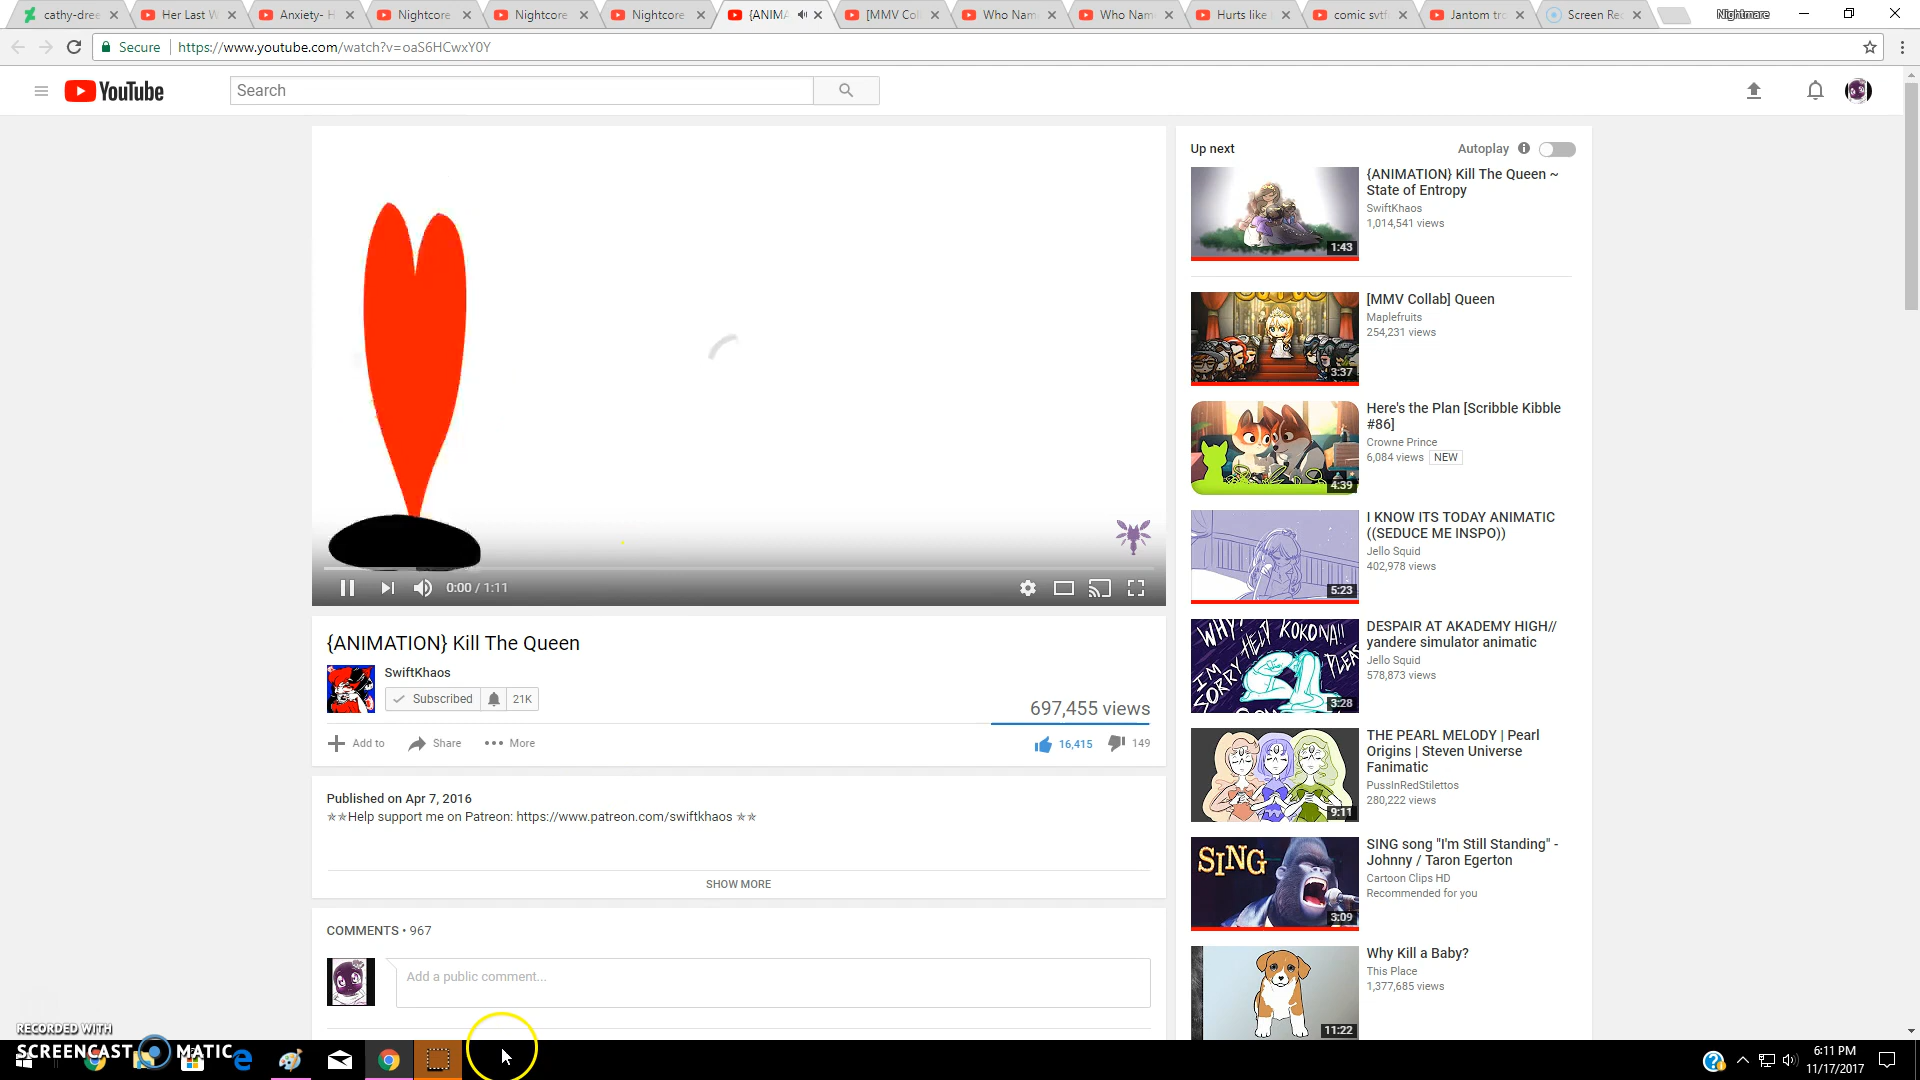 cathy-dree
Her Last W
Anxiety- H
Nightcore
Nightcore
Nightcore
{ANIMA
[MMV Col
Who Nam
Who Nam
Hurts like
comic svtf
Jantom tr
Screen Rec
Nightmare
Secure
https://www.youtube.com/watch?v=oaS6HCwxY0Y
YouTube
Search
Up next
Autoplay
{ANIMATION} Kill The Queen ~
State of Entropy
SwiftKhaos
1,014,541 views
1:43
[MMV Collab] Queen
Maplefruits
254,231 views
3:37
Here's the Plan [Scribble Kibble
#86]
Crowne Prince
6,084 views NEW
4:39
I KNOW ITS TODAY ANIMATIC
((SEDUCE ME INSPO))
Jello Squid
402,978 views
5:23
DESPAIR AT AKADEMY HIGH//
yandere simulator animatic
Jello Squid
578,873 views
WHY!
HELP KOKONA!!
I'M
SORRY
PLEAS
3:28
THE PEARL MELODY | Pearl
Origins | Steven Universe
Fanimatic
PussInRedStilettos
280,222 views
9:11
SING song "I'm Still Standing" -
Johnny / Taron Egerton
Cartoon Clips HD
Recommended for you
SING
3:09
Why Kill a Baby?
This Place
1,377,685 views
11:22
0:00 / 1:11
{ANIMATION} Kill The Queen
SwiftKhaos
Subscribed 21K
697,455 views
Add to Share More
16,415 149
Published on Apr 7, 2016
✯✯Help support me on Patreon: https://www.patreon.com/swiftkhaos ✯✯
SHOW MORE
COMMENTS • 967
Add a public comment...
RECORDED WITH
SCREENCAST MATIC
6:11 PM
11/17/2017